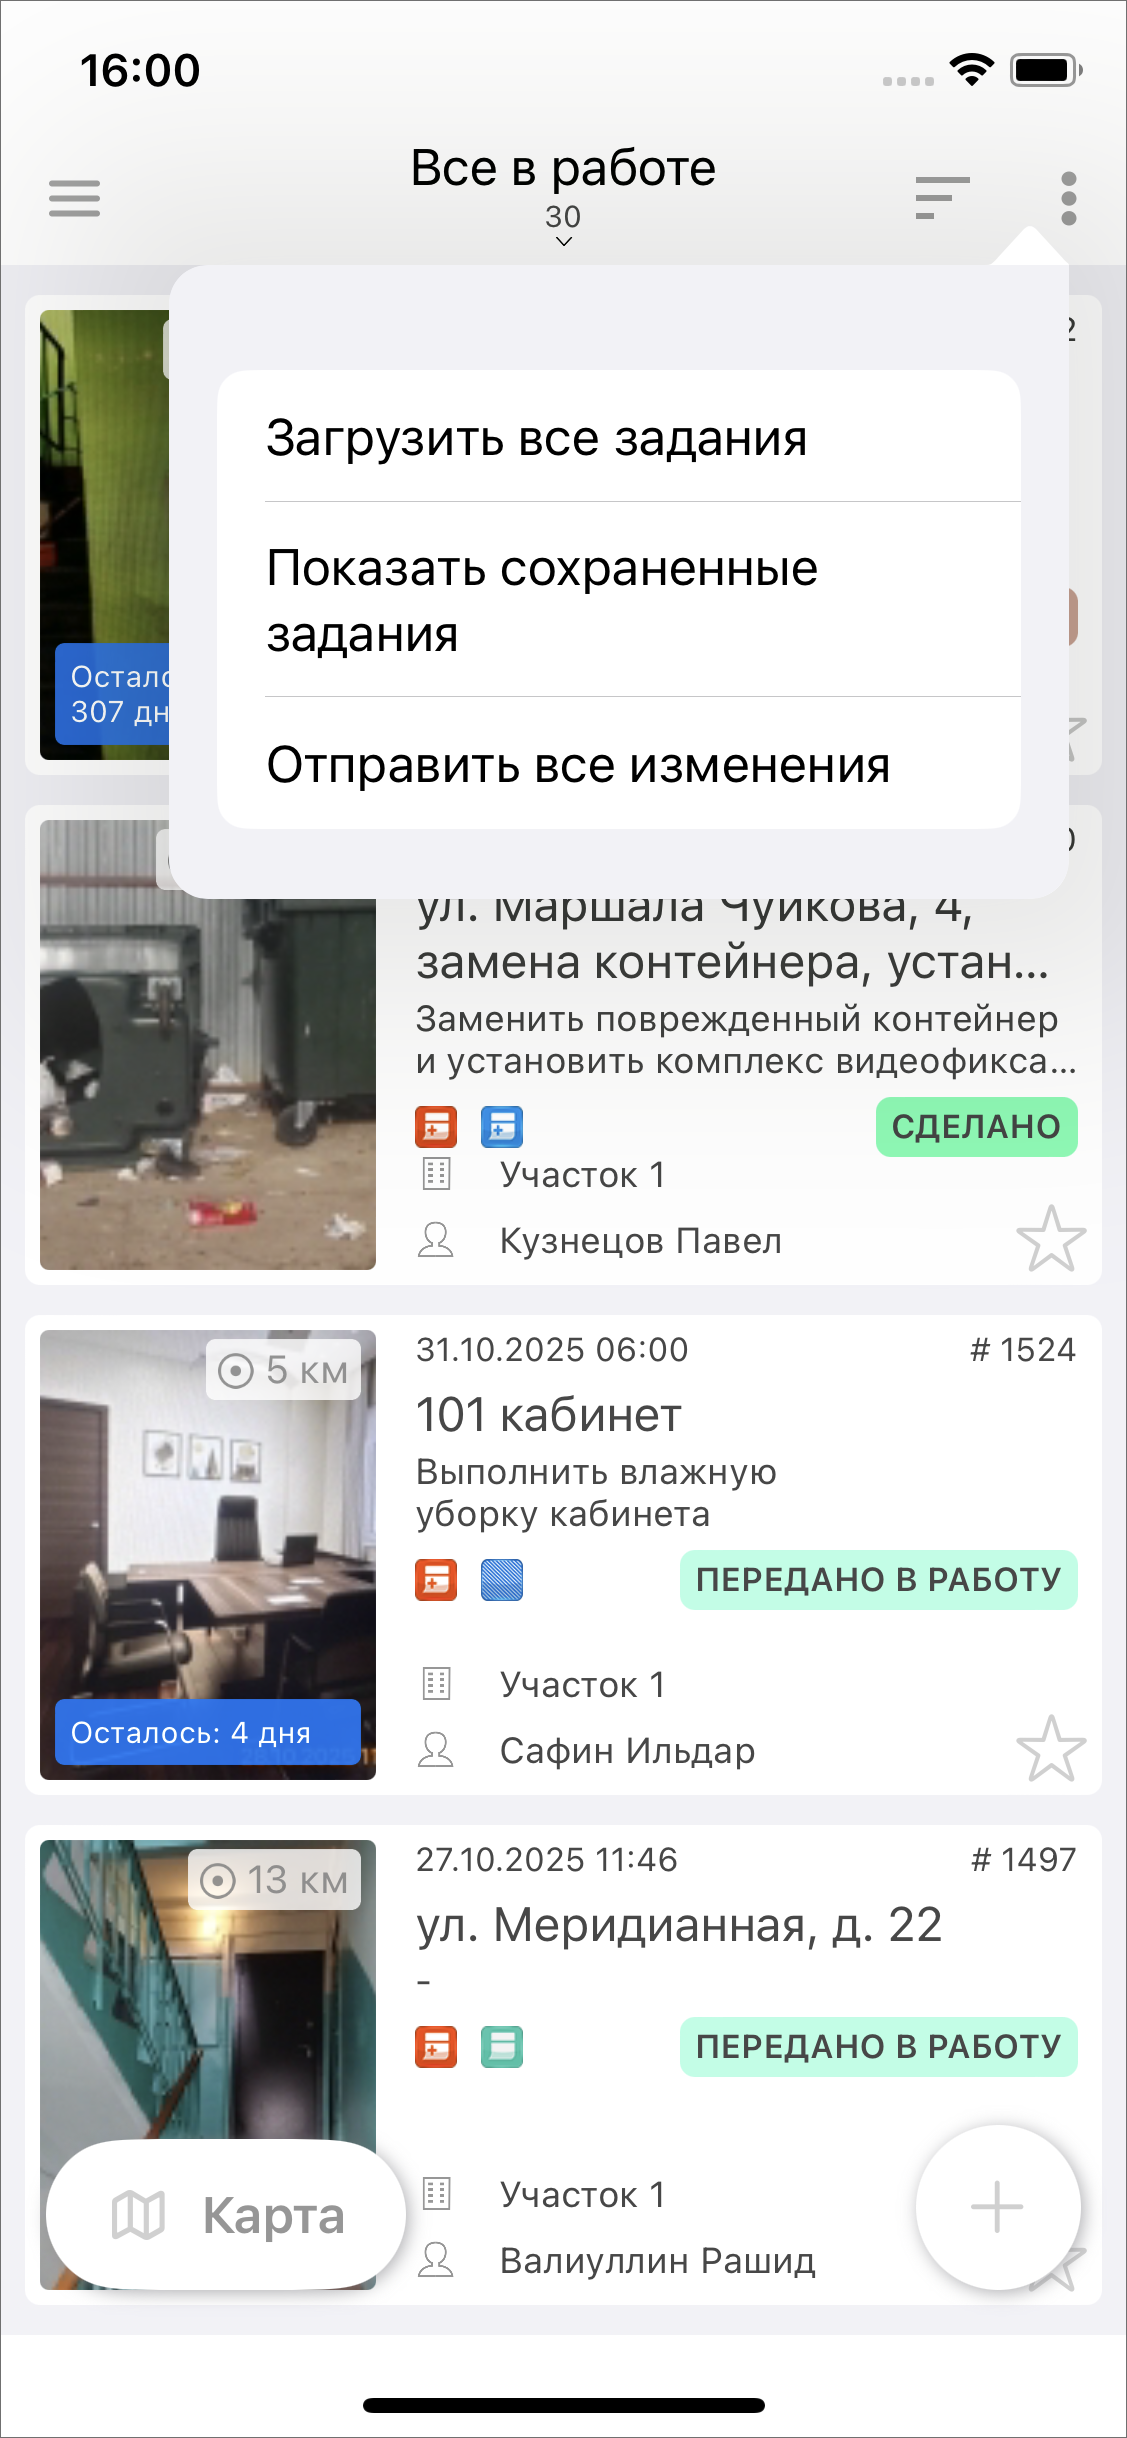 16:00
Все в работе
30
Загрузить все задания
Показать сохраненные
задания
Отправить все изменения
307 дн
ул. Маршала Чуйкова, 4,
замена контейнера, устан...
Заменить поврежденный контейнер
и установить комплекс видеофикса...
СДЕЛАНО
Участок 1
Кузнецов Павел
5 км
31.10.2025 06:00
# 1524
101 кабинет
Выполнить влажную
уборку кабинета
ПЕРЕДАНО В РАБОТУ
Участок 1
Осталось: 4 дня
Сафин Ильдар
13 км
27.10.2025 11:46
# 1497
ул. Меридианная, д. 22
-
ПЕРЕДАНО В РАБОТУ
Участок 1
Карта
Валиуллин Рашид